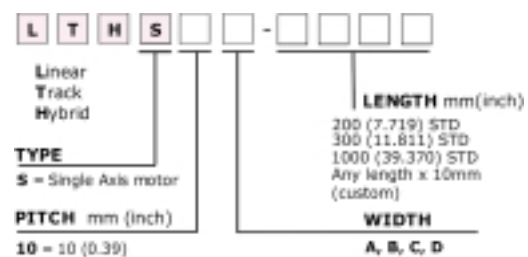 L T H S -
Linear
Track
Hybrid
LENGTH mm(inch)
200 (7.719) STD
300 (11.811) STD
1000 (39.370) STD
Any length x 10mm
(custom)
TYPE
S = Single Axis motor
PITCH mm (inch)
10 = 10 (0.39)
WIDTH
A, B, C, D